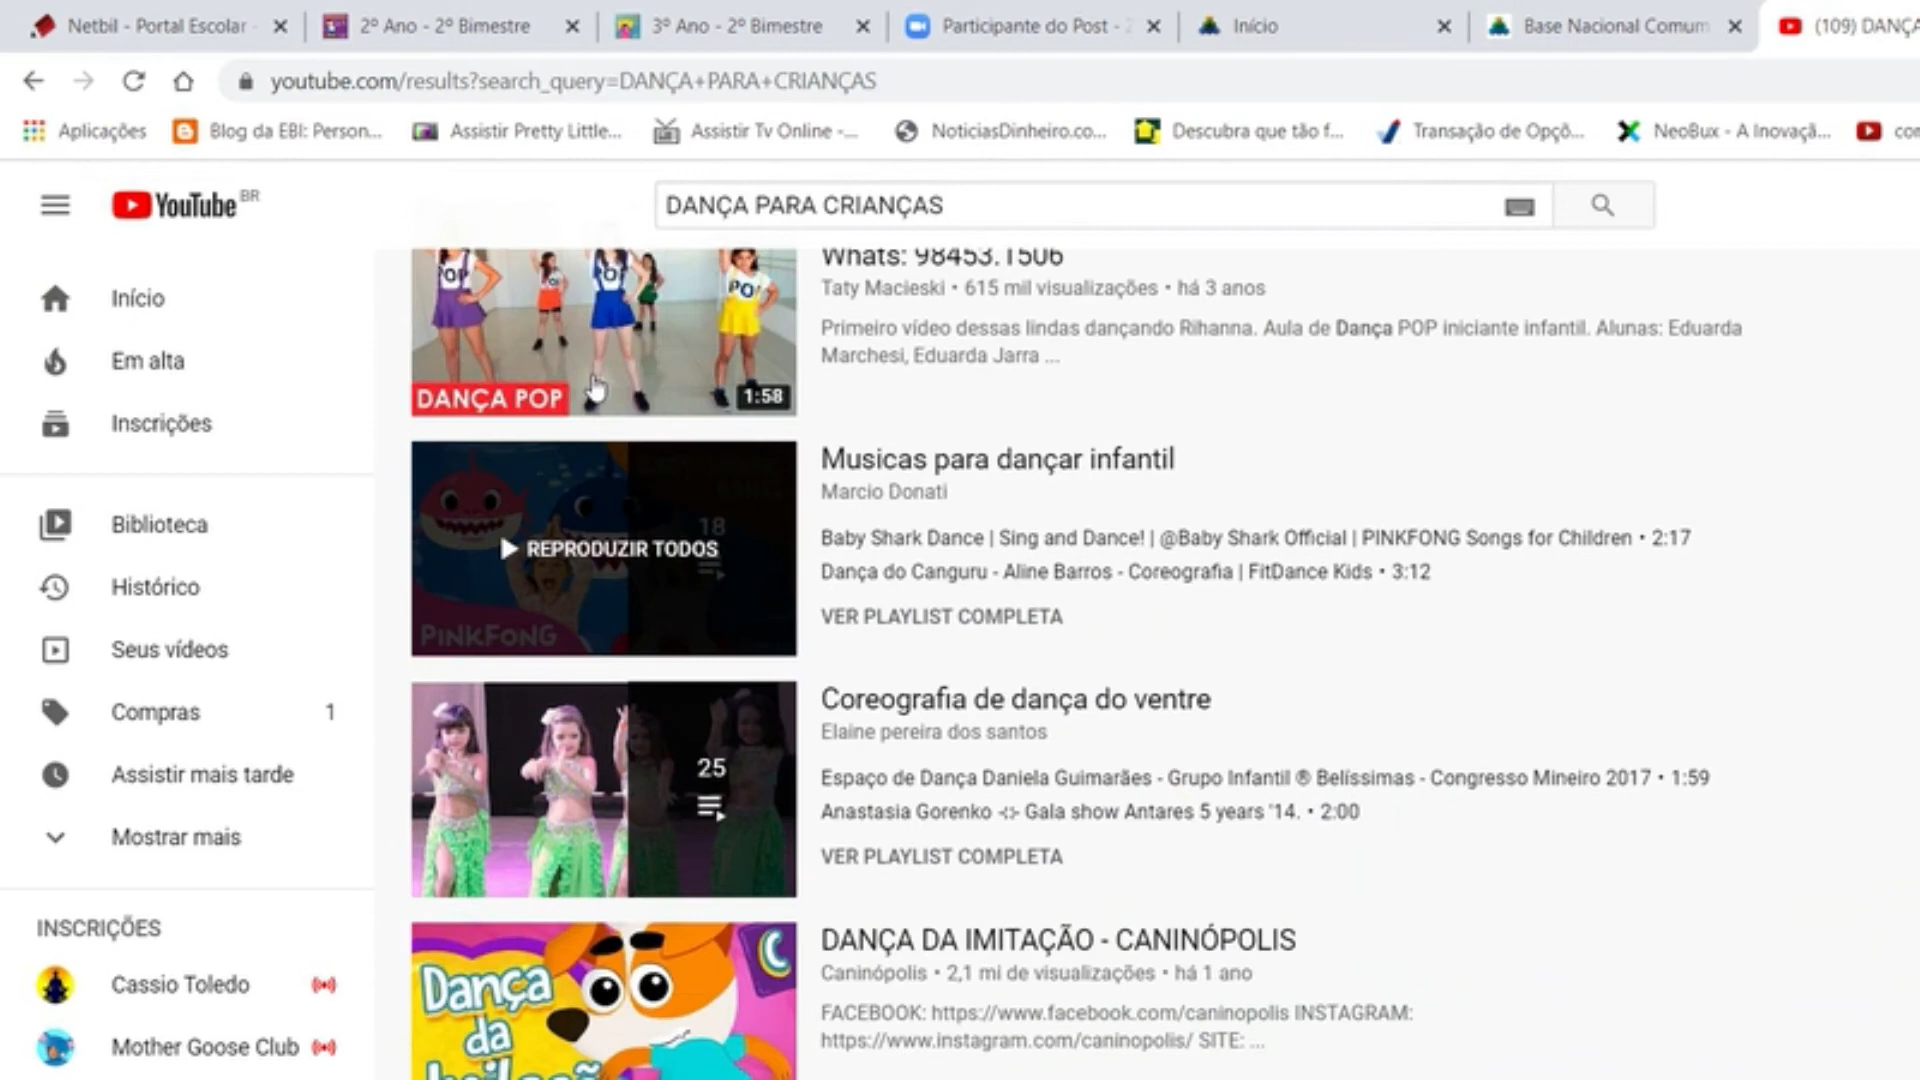 Netbil - Portal Escolar
2º Ano - 2º Bimestre
3º Ano - 2º Bimestre
Participante do Post -
Início
Base Nacional Comum
(109) DANÇA
youtube.com/results?search_query=DANÇA+PARA+CRIANÇAS
Aplicações
Blog da EBI: Person...
Assistir Pretty Little...
Assistir Tv Online -...
NoticiasDinheiro.co...
Descubra que tão f...
Transação de Opçõ...
NeoBux - A Inovaçã...
YouTube BR
DANÇA PARA CRIANÇAS
Início
Em alta
Inscrições
Biblioteca
Histórico
Seus vídeos
Compras 1
Assistir mais tarde
Mostrar mais
INSCRIÇÕES
Cassio Toledo
Mother Goose Club
DANÇA POP
1:58
Whats: 98453.1506
Taty Macieski • 615 mil visualizações • há 3 anos
Primeiro vídeo dessas lindas dançando Rihanna. Aula de Dança POP iniciante infantil. Alunas: Eduarda
Marchesi, Eduarda Jarra ...
18
REPRODUZIR TODOS
PINKFONG
Musicas para dançar infantil
Marcio Donati
Baby Shark Dance | Sing and Dance! | @Baby Shark Official | PINKFONG Songs for Children • 2:17
Dança do Canguru - Aline Barros - Coreografia | FitDance Kids • 3:12
VER PLAYLIST COMPLETA
25
Coreografia de dança do ventre
Elaine pereira dos santos
Espaço de Dança Daniela Guimarães - Grupo Infantil ® Belíssimas - Congresso Mineiro 2017 • 1:59
Anastasia Gorenko -:¦:- Gala show Antares 5 years '14. • 2:00
VER PLAYLIST COMPLETA
Dança
da
DANÇA DA IMITAÇÃO - CANINÓPOLIS
Caninópolis • 2,1 mi de visualizações • há 1 ano
FACEBOOK: https://www.facebook.com/caninopolis INSTAGRAM:
https://www.instagram.com/caninopolis/ SITE: ...